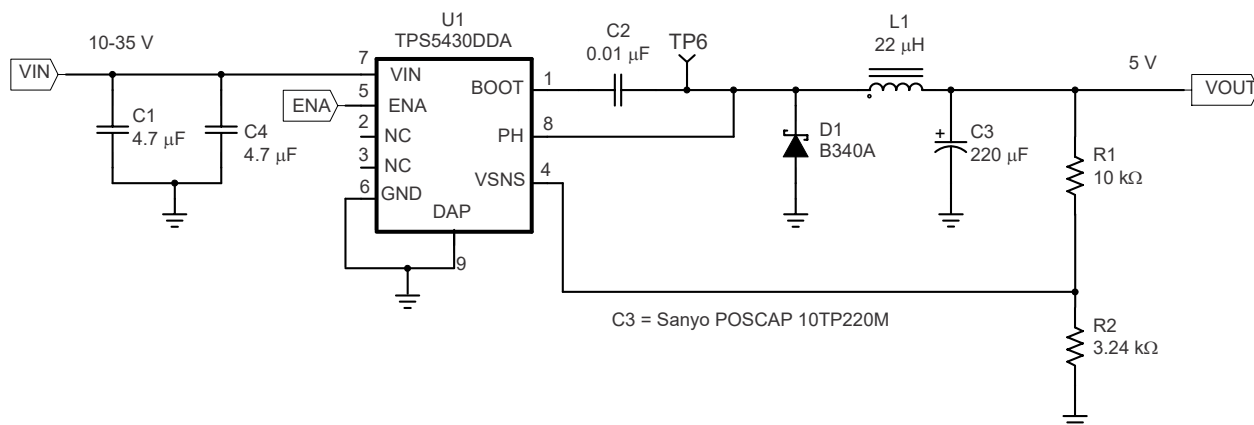 U1
TPS5430DDA
10-35 V
VIN
ENA
C1
4.7 μF
C4
4.7 μF
7
5
2
3
6
VIN
ENA
NC
NC
GND
BOOT
PH
VSNS
DAP
1
8
4
9
C2
0.01 μF
TP6
L1
22 μH
5 V
VOUT
D1
B340A
+
C3
220 μF
R1
10 kΩ
C3 = Sanyo POSCAP 10TP220M
R2
3.24 kΩ